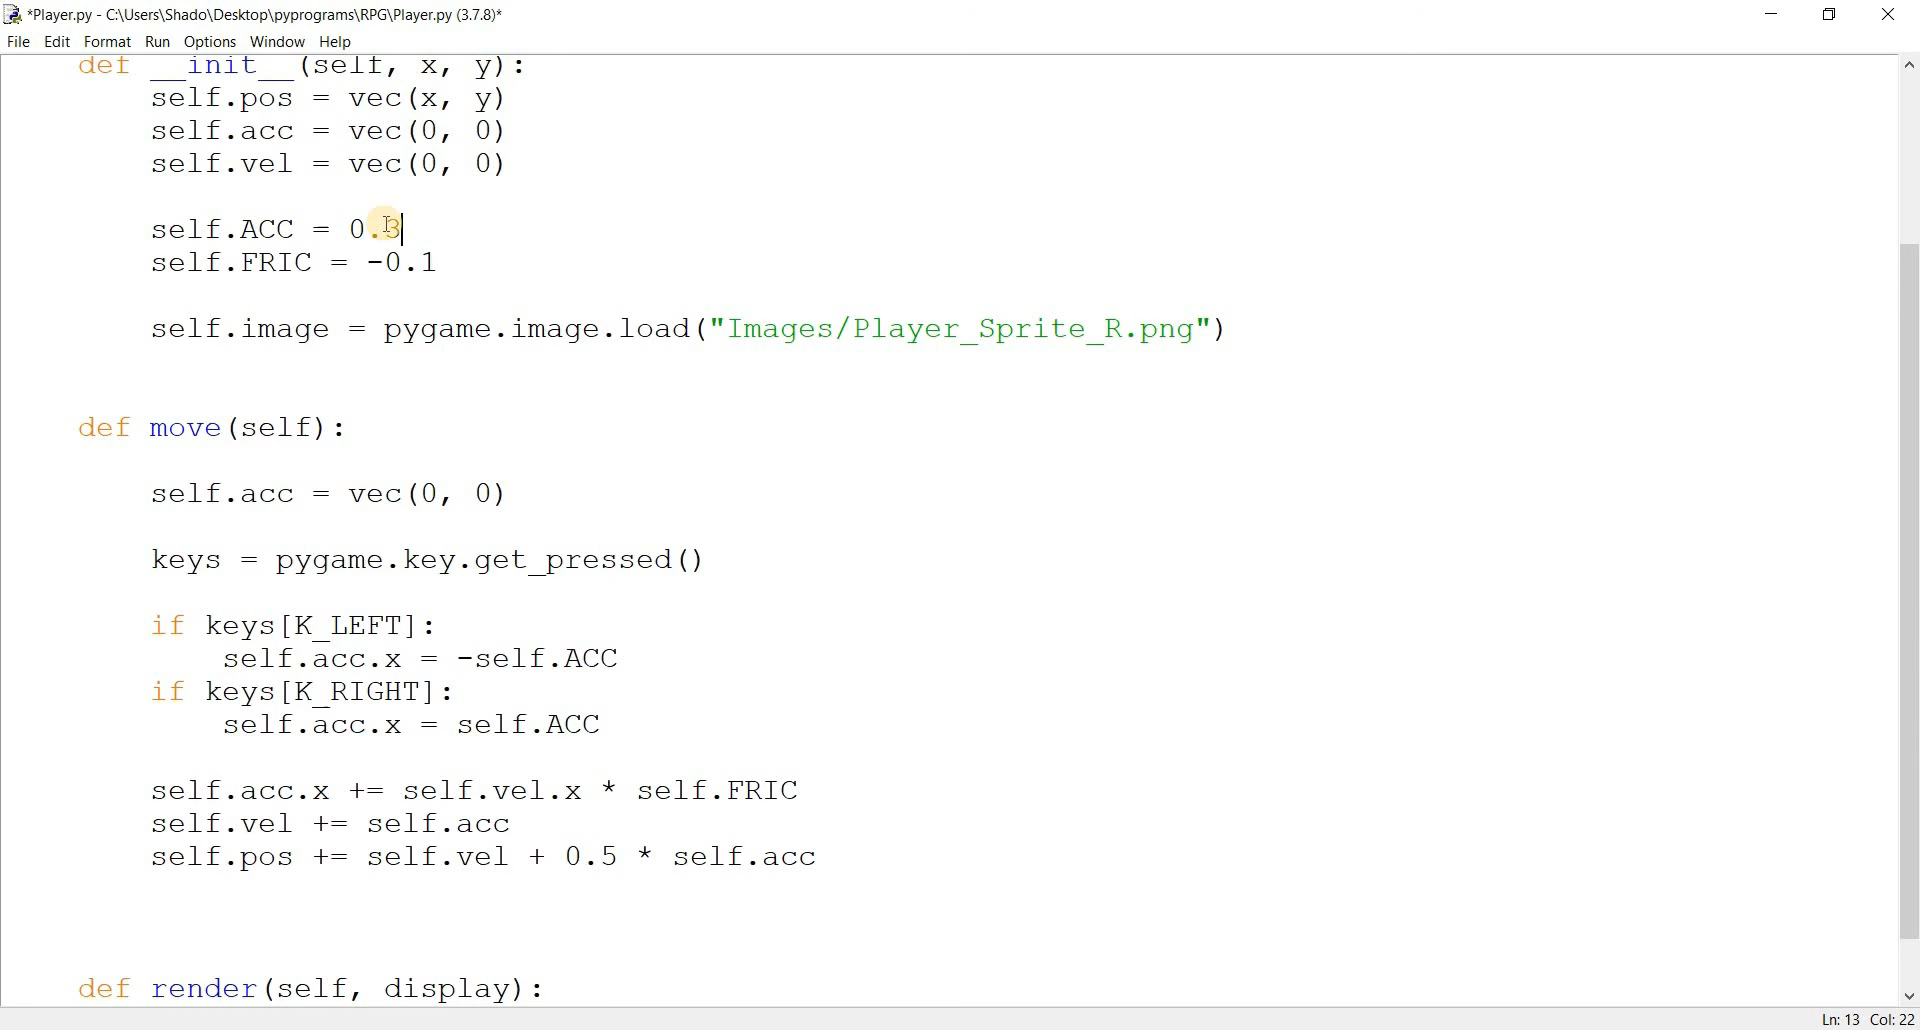 *Player.py - C:\Users\Shado\Desktop\pyprograms\RPG\Player.py (3.7.8)*
File Edit Format Run Options Window Help
def __init__(self, x, y):
self.pos = vec(x, y)
self.acc = vec(0, 0)
self.vel = vec(0, 0)
self.ACC = 0.3
self.FRIC = -0.1
self.image = pygame.image.load("Images/Player_Sprite_R.png")
def move(self):
self.acc = vec(0, 0)
keys = pygame.key.get_pressed()
if keys[K_LEFT]:
self.acc.x = -self.ACC
if keys[K_RIGHT]:
self.acc.x = self.ACC
self.acc.x += self.vel.x * self.FRIC
self.vel += self.acc
self.pos += self.vel + 0.5 * self.acc
def render(self, display):
Ln: 13 Col: 22